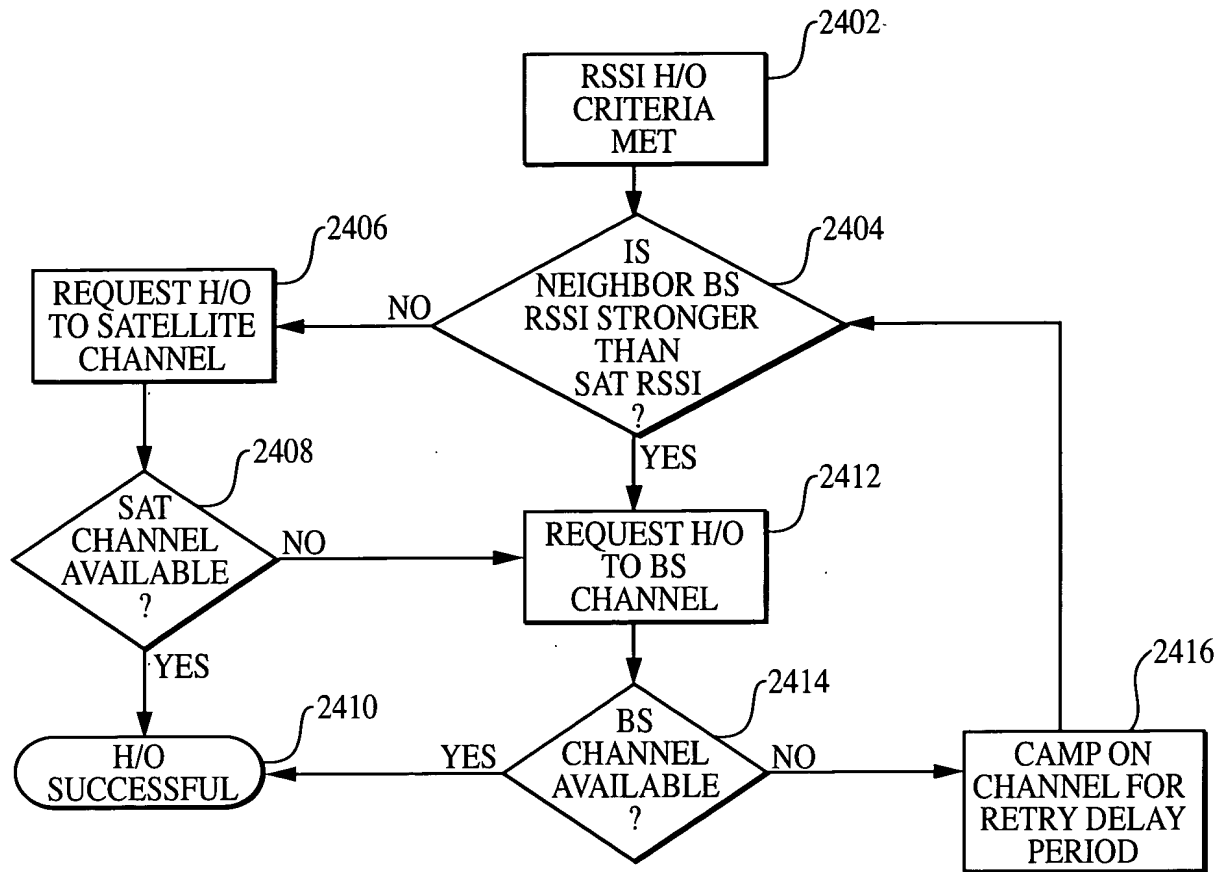 2402
RSSI H/O
CRITERIA
MET
2404
IS
NEIGHBOR BS
RSSI STRONGER
THAN
SAT RSSI
?
NO
YES
2406
REQUEST H/O
TO SATELLITE
CHANNEL
2408
SAT
CHANNEL
AVAILABLE
?
NO
YES
2412
REQUEST H/O
TO BS
CHANNEL
2410
H/O
SUCCESSFUL
2414
BS
CHANNEL
AVAILABLE
?
YES
NO
2416
CAMP ON
CHANNEL FOR
RETRY DELAY
PERIOD